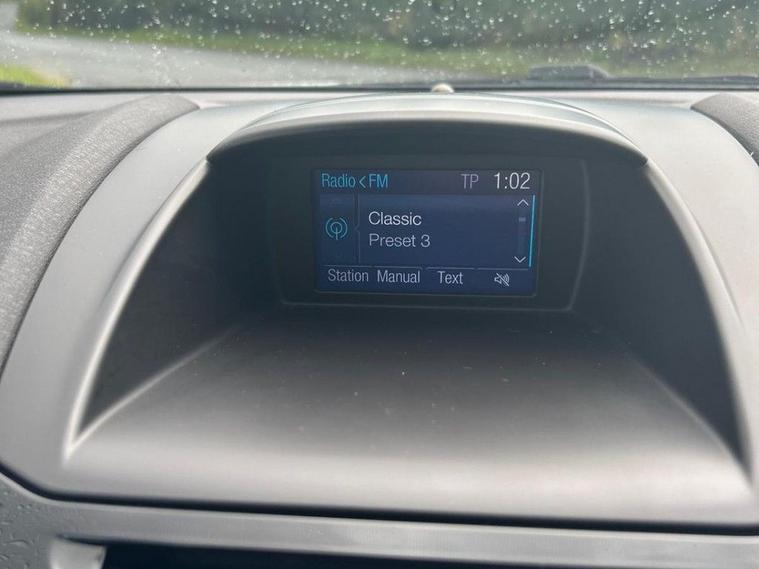 Radio < FM TP 1:02
Classic
Preset 3
Station Manual Text